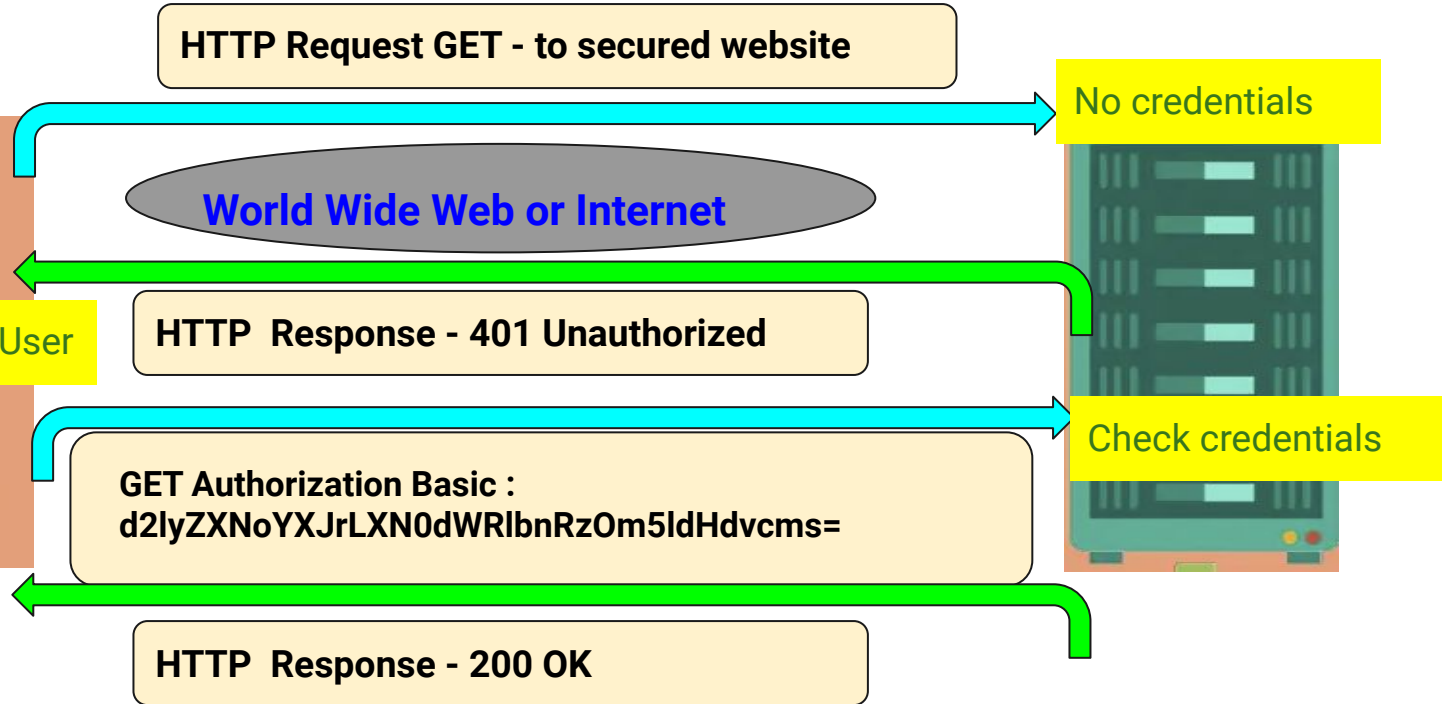 HTTP Request GET - to secured website
No credentials
World Wide Web or Internet
HTTP Response - 401 Unauthorized
User
Check credentials
GET Authorization Basic :
d2lyZXNoYXJrLXN0dWRlbnRzOm5ldHdvcms=
HTTP Response - 200 OK